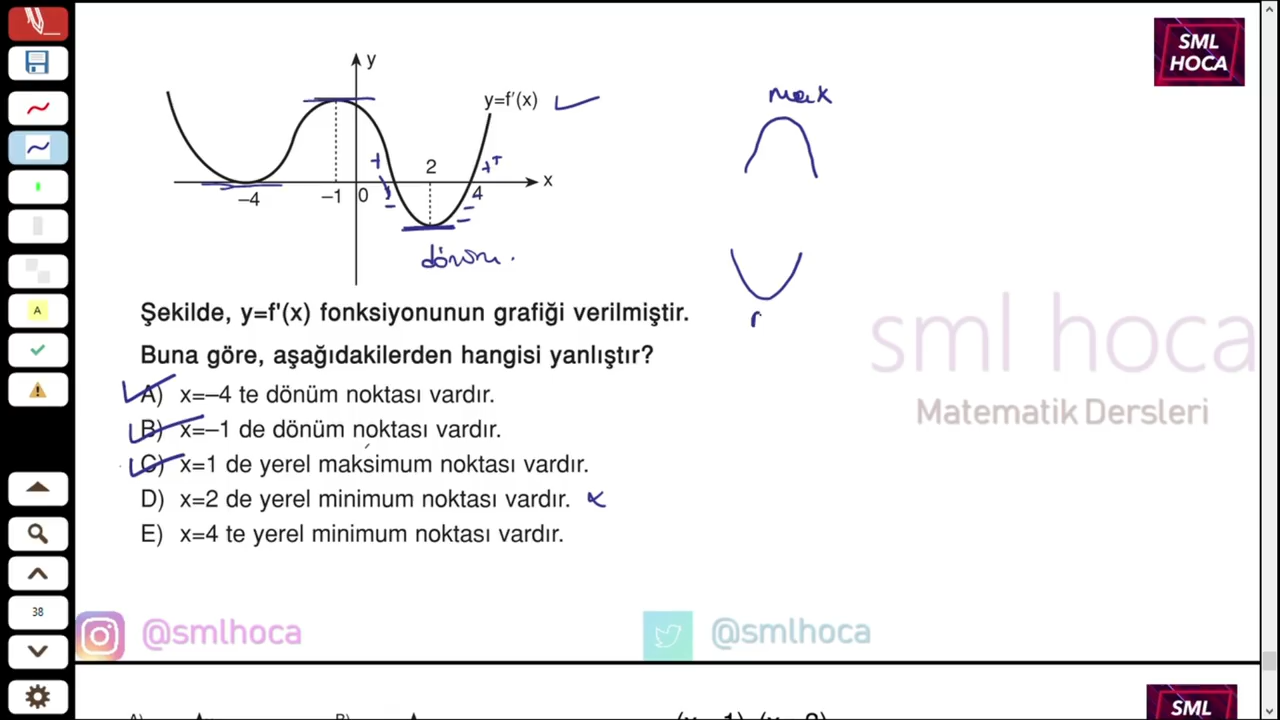 SML
HOCA
y
mak
y=f'(x)
+
2
++
x
–4
–1
0
4
dönüm.
Şekilde, y=f'(x) fonksiyonunun grafiği verilmiştir.
Buna göre, aşağıdakilerden hangisi yanlıştır?
A) x=–4 te dönüm noktası vardır.
B) x=–1 de dönüm noktası vardır.
C) x=1 de yerel maksimum noktası vardır.
D) x=2 de yerel minimum noktası vardır. x
E) x=4 te yerel minimum noktası vardır.
sml hoca
Matematik Dersleri
A
38
@smlhoca
@smlhoca
SML